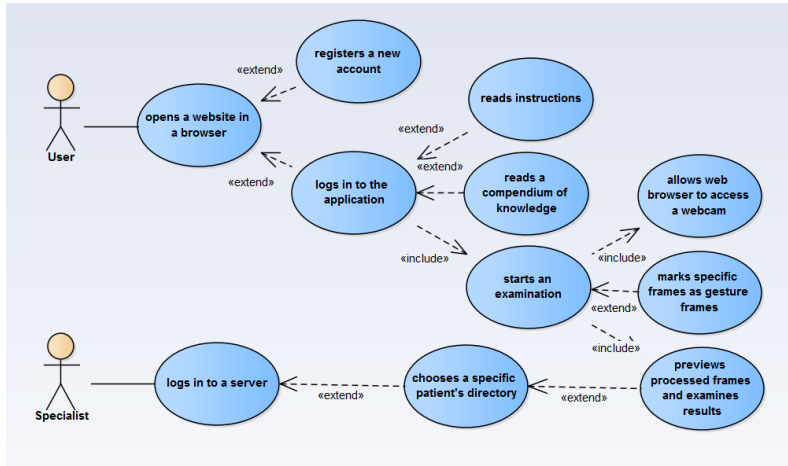 registers a new
account
«extend»
opens a website in
a browser
User
«extend»
reads instructions
«extend»
«extend»
logs in to the
application
reads a
compendium of
knowledge
allows web
browser to access
a webcam
«include»
«include»
starts an
examination
marks specific
frames as gesture
frames
«extend»
«include»
logs in to a server
Specialist
«extend»
chooses a specific
patient's directory
«extend»
previews
processed frames
and examines
results